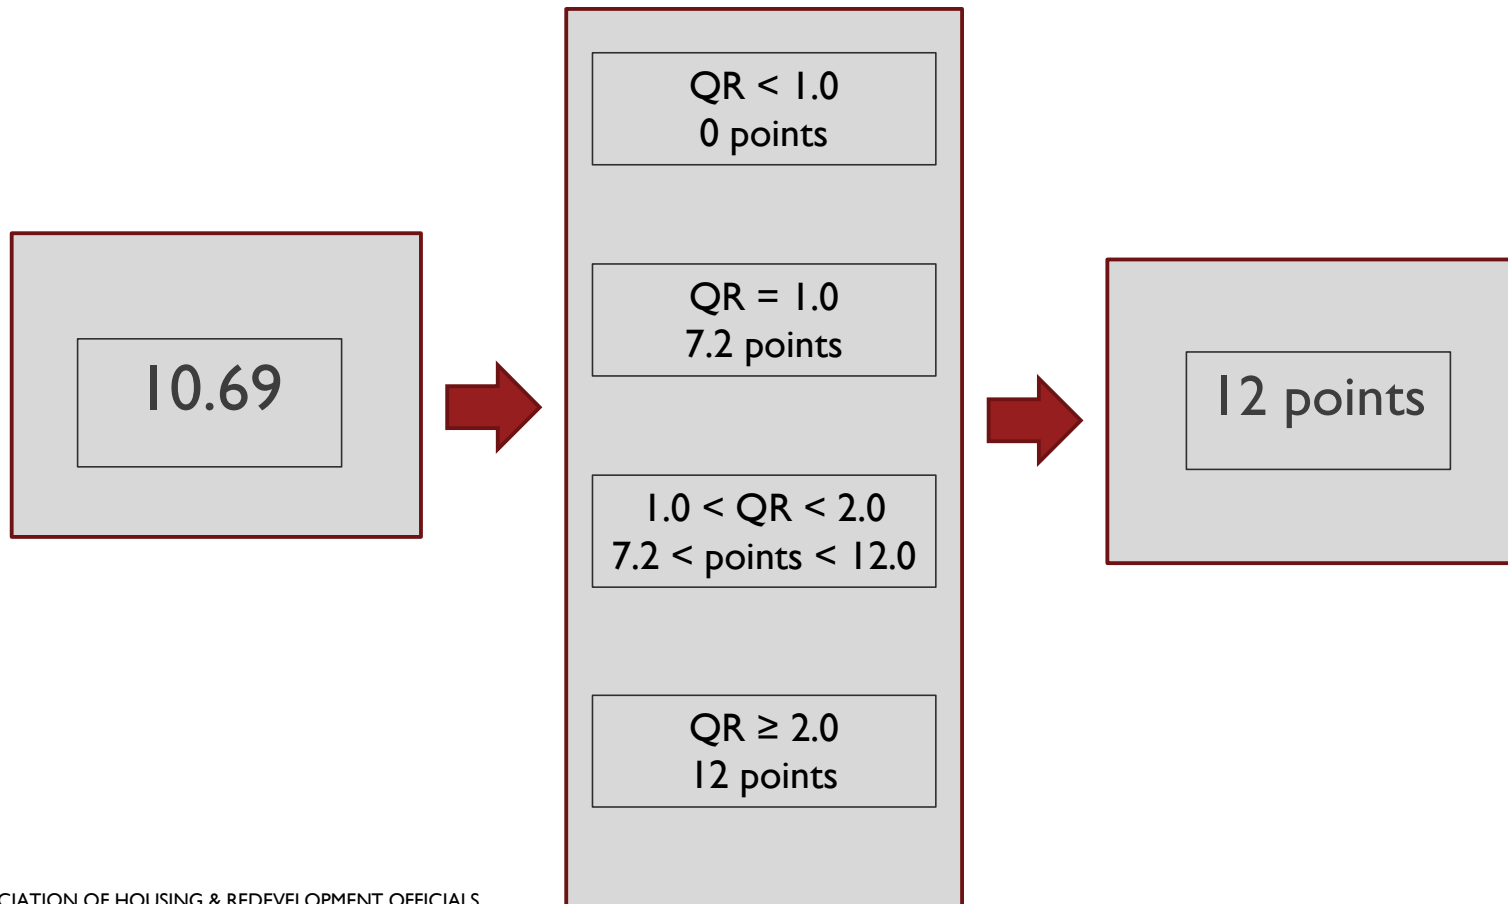 10.69
QR < 1.0
0 points
QR = 1.0
7.2 points
1.0 < QR < 2.0
7.2 < points < 12.0
QR ≥ 2.0
12 points
12 points
OF HOUSING & REDEVELOPMENT OFFICIALS